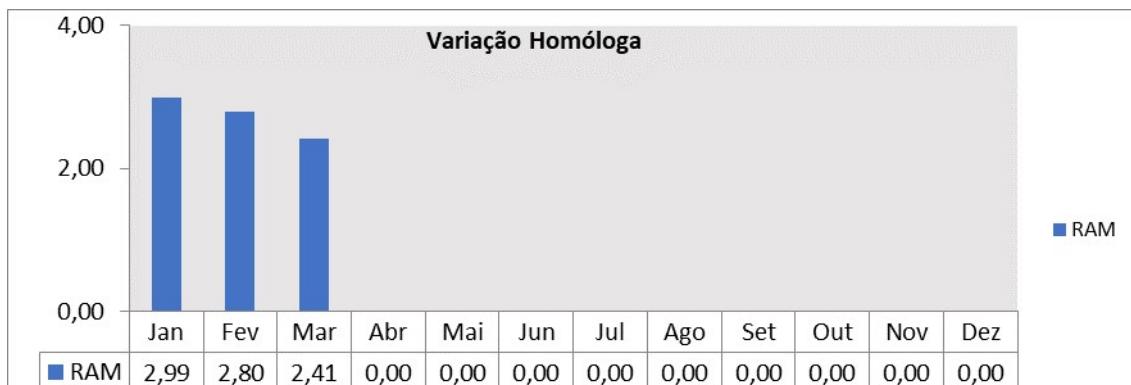 Variação Homóloga
4,00
2,00
0,00
Jan Fev Mar Abr Mai Jun Jul Ago Set Out Nov Dez
RAM 2,99 2,80 2,41 0,00 0,00 0,00 0,00 0,00 0,00 0,00 0,00 0,00
RAM